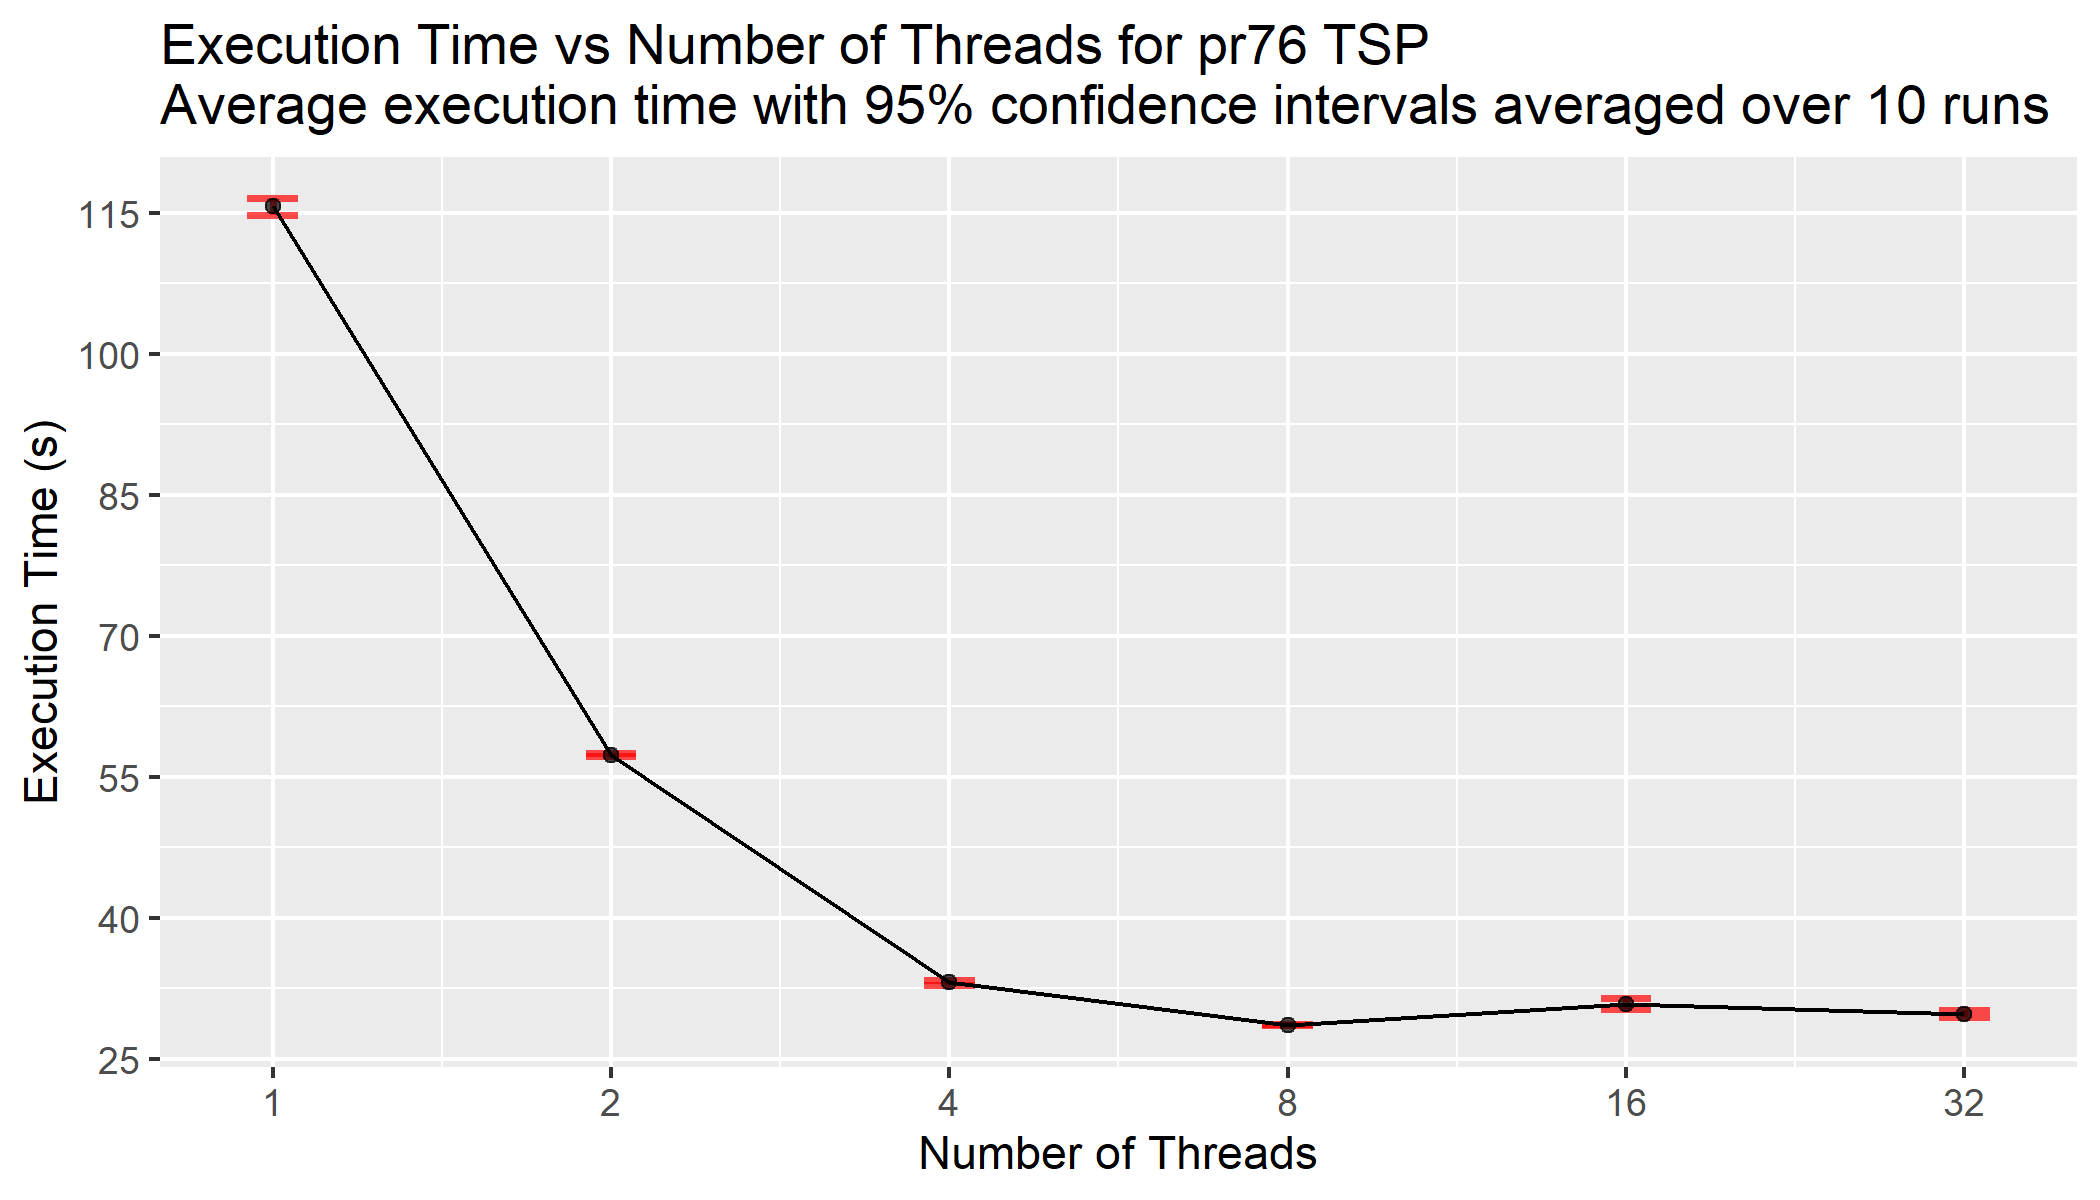 Execution Time vs Number of Threads for pr76 TSP
Average execution time with 95% confidence intervals averaged over 10 runs
Execution Time (s)
115
100
85
70
55
40
25
1 2 4 8 16 32
Number of Threads